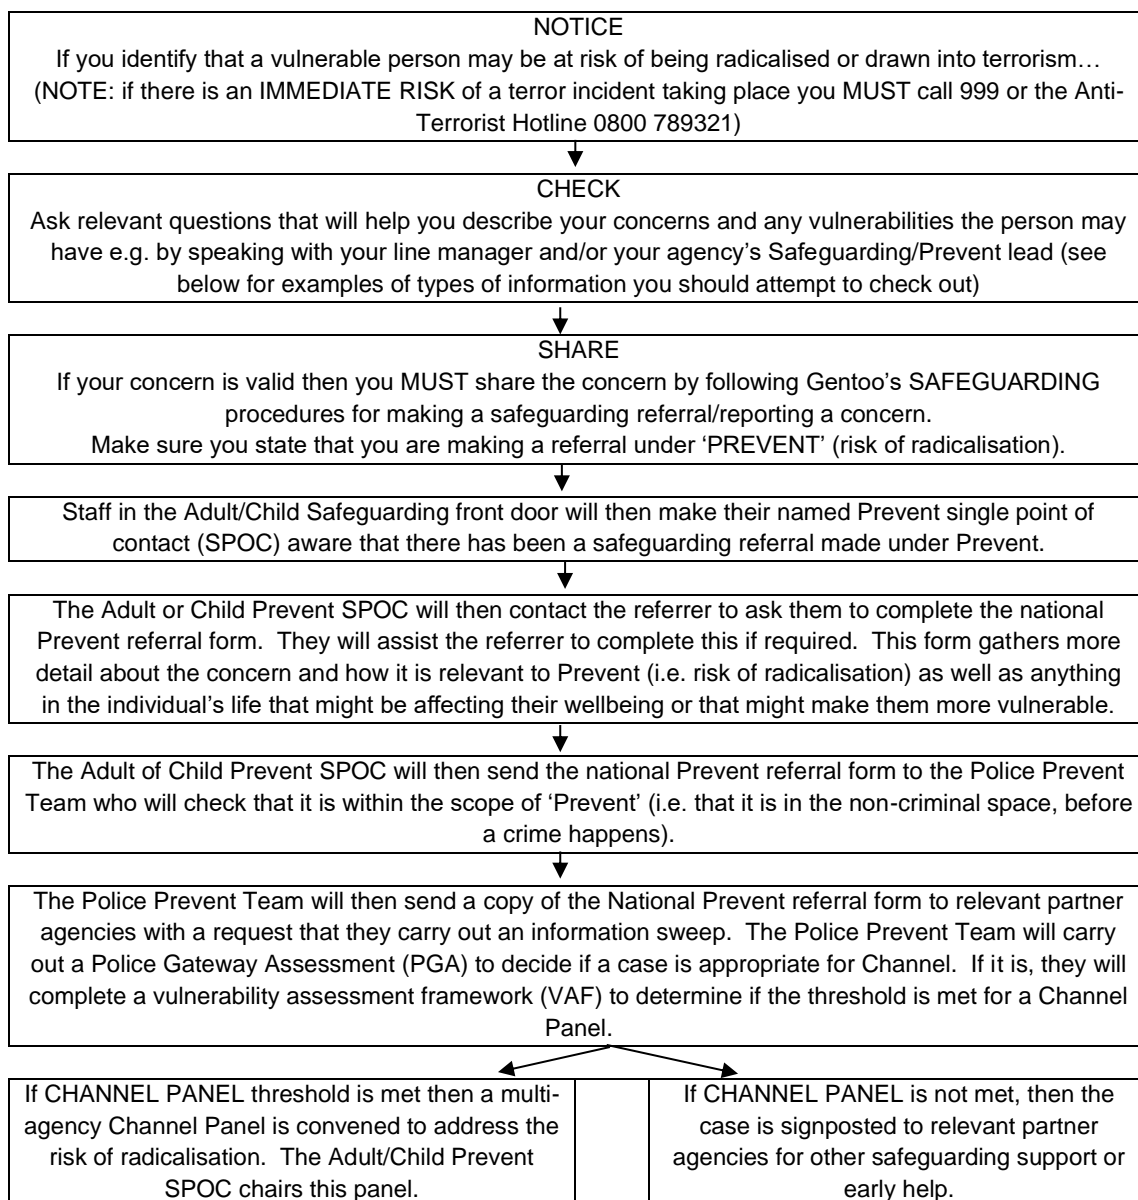 NOTICE
If you identify that a vulnerable person may be at risk of being radicalised or drawn into terrorism…
(NOTE: if there is an IMMEDIATE RISK of a terror incident taking place you MUST call 999 or the Anti-
Terrorist Hotline 0800 789321)
CHECK
Ask relevant questions that will help you describe your concerns and any vulnerabilities the person may
have e.g. by speaking with your line manager and/or your agency’s Safeguarding/Prevent lead (see
below for examples of types of information you should attempt to check out)
SHARE
If your concern is valid then you MUST share the concern by following Gentoo’s SAFEGUARDING
procedures for making a safeguarding referral/reporting a concern.
Make sure you state that you are making a referral under ‘PREVENT’ (risk of radicalisation).
Staff in the Adult/Child Safeguarding front door will then make their named Prevent single point of
contact (SPOC) aware that there has been a safeguarding referral made under Prevent.
The Adult or Child Prevent SPOC will then contact the referrer to ask them to complete the national
Prevent referral form. They will assist the referrer to complete this if required. This form gathers more
detail about the concern and how it is relevant to Prevent (i.e. risk of radicalisation) as well as anything
in the individual’s life that might be affecting their wellbeing or that might make them more vulnerable.
The Adult of Child Prevent SPOC will then send the national Prevent referral form to the Police Prevent
Team who will check that it is within the scope of ‘Prevent’ (i.e. that it is in the non-criminal space, before
a crime happens).
The Police Prevent Team will then send a copy of the National Prevent referral form to relevant partner
agencies with a request that they carry out an information sweep. The Police Prevent Team will carry
out a Police Gateway Assessment (PGA) to decide if a case is appropriate for Channel. If it is, they will
complete a vulnerability assessment framework (VAF) to determine if the threshold is met for a Channel
Panel.
If CHANNEL PANEL threshold is met then a multi-
agency Channel Panel is convened to address the
risk of radicalisation. The Adult/Child Prevent
SPOC chairs this panel.
If CHANNEL PANEL is not met, then the
case is signposted to relevant partner
agencies for other safeguarding support or
early help.